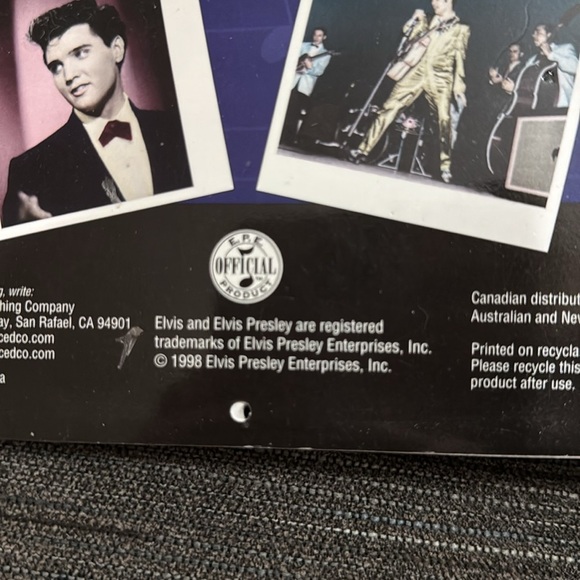 E.P.E.
OFFICIAL
PRODUCT
g, write:
hing Company
ay, San Rafael, CA 94901
cedco.com
cedco.com
a
Elvis and Elvis Presley are registered
trademarks of Elvis Presley Enterprises, Inc.
© 1998 Elvis Presley Enterprises, Inc.
Canadian distribut
Australian and New
Printed on recycla
Please recycle this
product after use.